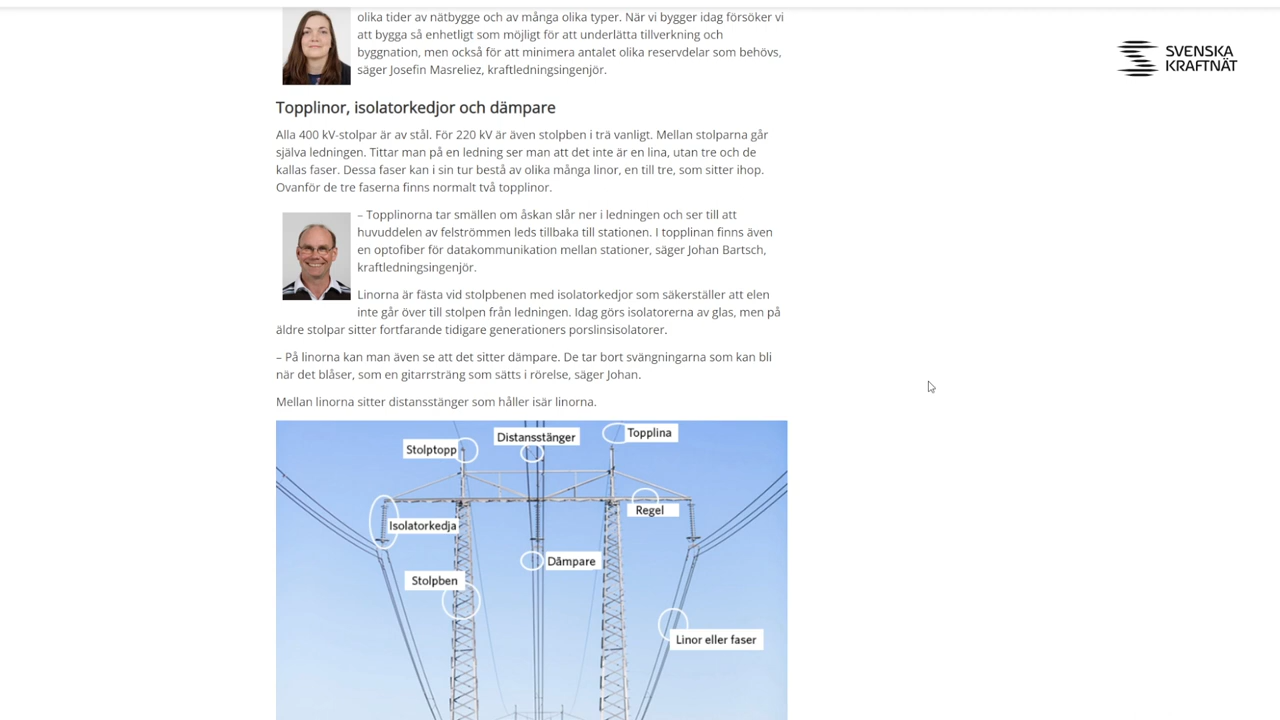 olika tider av nätbygge och av många olika typer. När vi bygger idag försöker vi
att bygga så enhetligt som möjligt för att underlätta tillverkning och
byggnation, men också för att minimera antalet olika reservdelar som behövs,
säger Josefin Masreliez, kraftledningsingenjör.
SVENSKA
KRAFTNÄT
Topplinor, isolatorkedjor och dämpare
Alla 400 kV-stolpar är av stål. För 220 kV är även stolpben i trä vanligt. Mellan stolparna går
själva ledningen. Tittar man på en ledning ser man att det inte är en lina, utan tre och de
kallas faser. Dessa faser kan i sin tur bestå av olika många linor, en till tre, som sitter ihop.
Ovanför de tre faserna finns normalt två topplinor.
– Topplinorna tar smällen om åskan slår ner i ledningen och ser till att
huvuddelen av felströmmen leds tillbaka till stationen. I topplinan finns även
en optofiber för datakommunikation mellan stationer, säger Johan Bartsch,
kraftledningsingenjör.
Linorna är fästa vid stolpbenen med isolatorkedjor som säkerställer att elen
inte går över till stolpen från ledningen. Idag görs isolatorerna av glas, men på
äldre stolpar sitter fortfarande tidigare generationers porslinsisolatorer.
– På linorna kan man även se att det sitter dämpare. De tar bort svängningarna som kan bli
när det blåser, som en gitarrsträng som sätts i rörelse, säger Johan.
Mellan linorna sitter distansstänger som håller isär linorna.
Topplina
Distansstänger
Stolptopp
Regel
Isolatorkedja
Dämpare
Stolpben
Linor eller faser